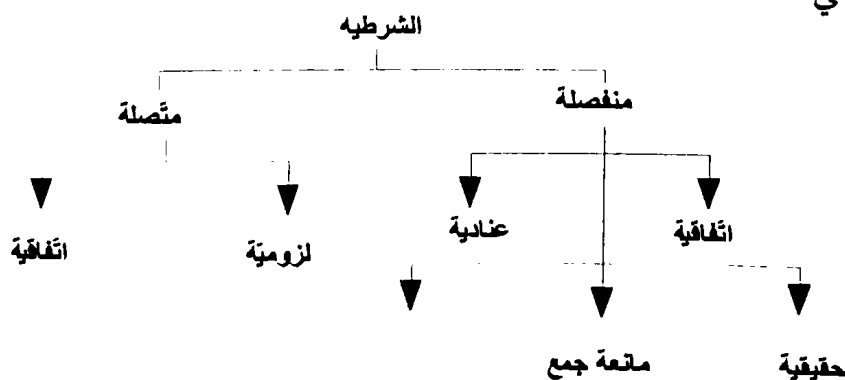 ي
الشرطيه
منفصلة
متَّصلة
اتَّفاقية
عنادية
لزوميَّة
اتَّفاقية
حقيقية
مانعة جمع